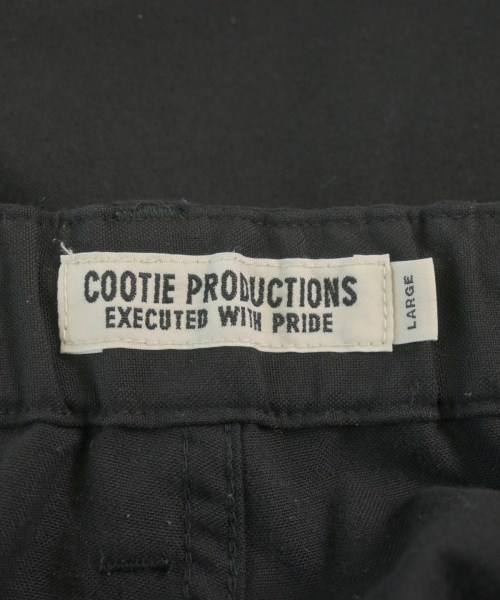 COOTIE PRODUCTIONS
EXECUTED WITH PRIDE
LARGE